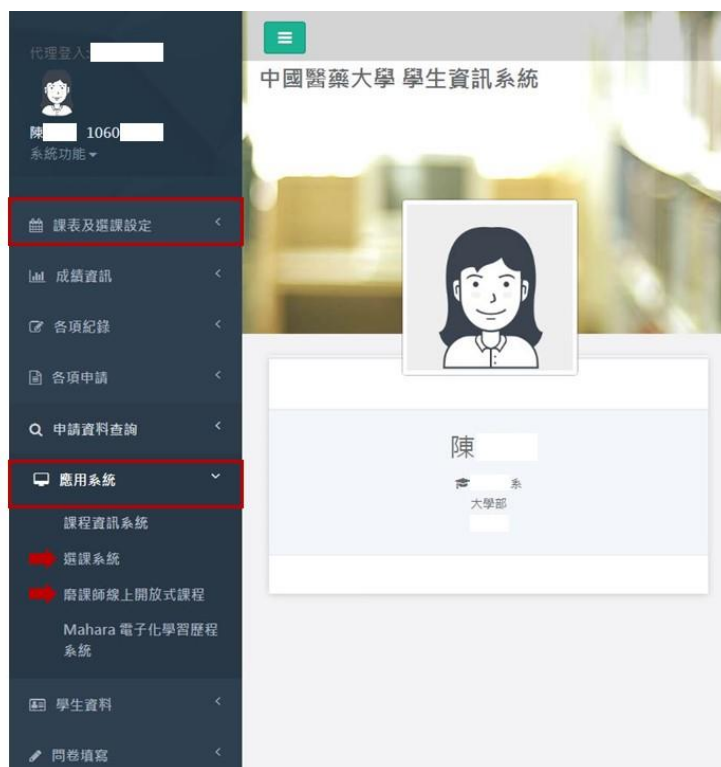 代理登入:
陳 1060
系統功能
課表及選課設定
成績資訊
各項紀錄
各項申請
申請資料查詢
應用系統
課程資訊系統
選課系統
磨課師線上開放式課程
Mahara 電子化學習歷程
系統
學生資料
問卷填寫
中國醫藥大學 學生資訊系統
陳
系
大學部